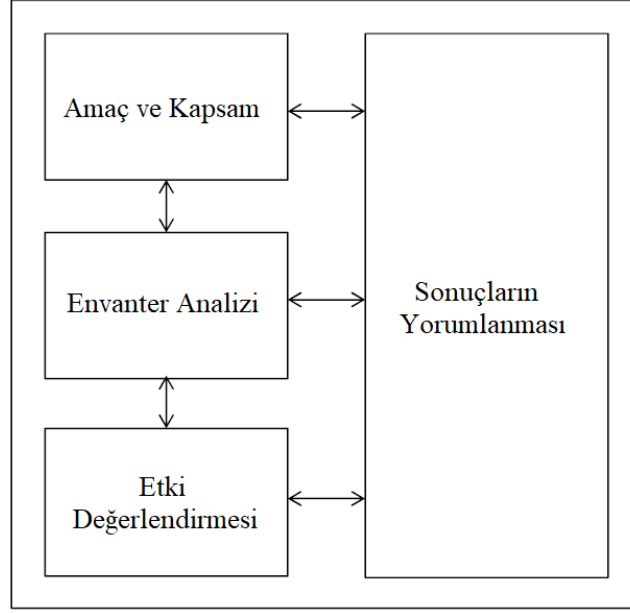 Amaç ve Kapsam
Envanter Analizi
Etki
Değerlendirmesi
Sonuçların
Yorumlanması